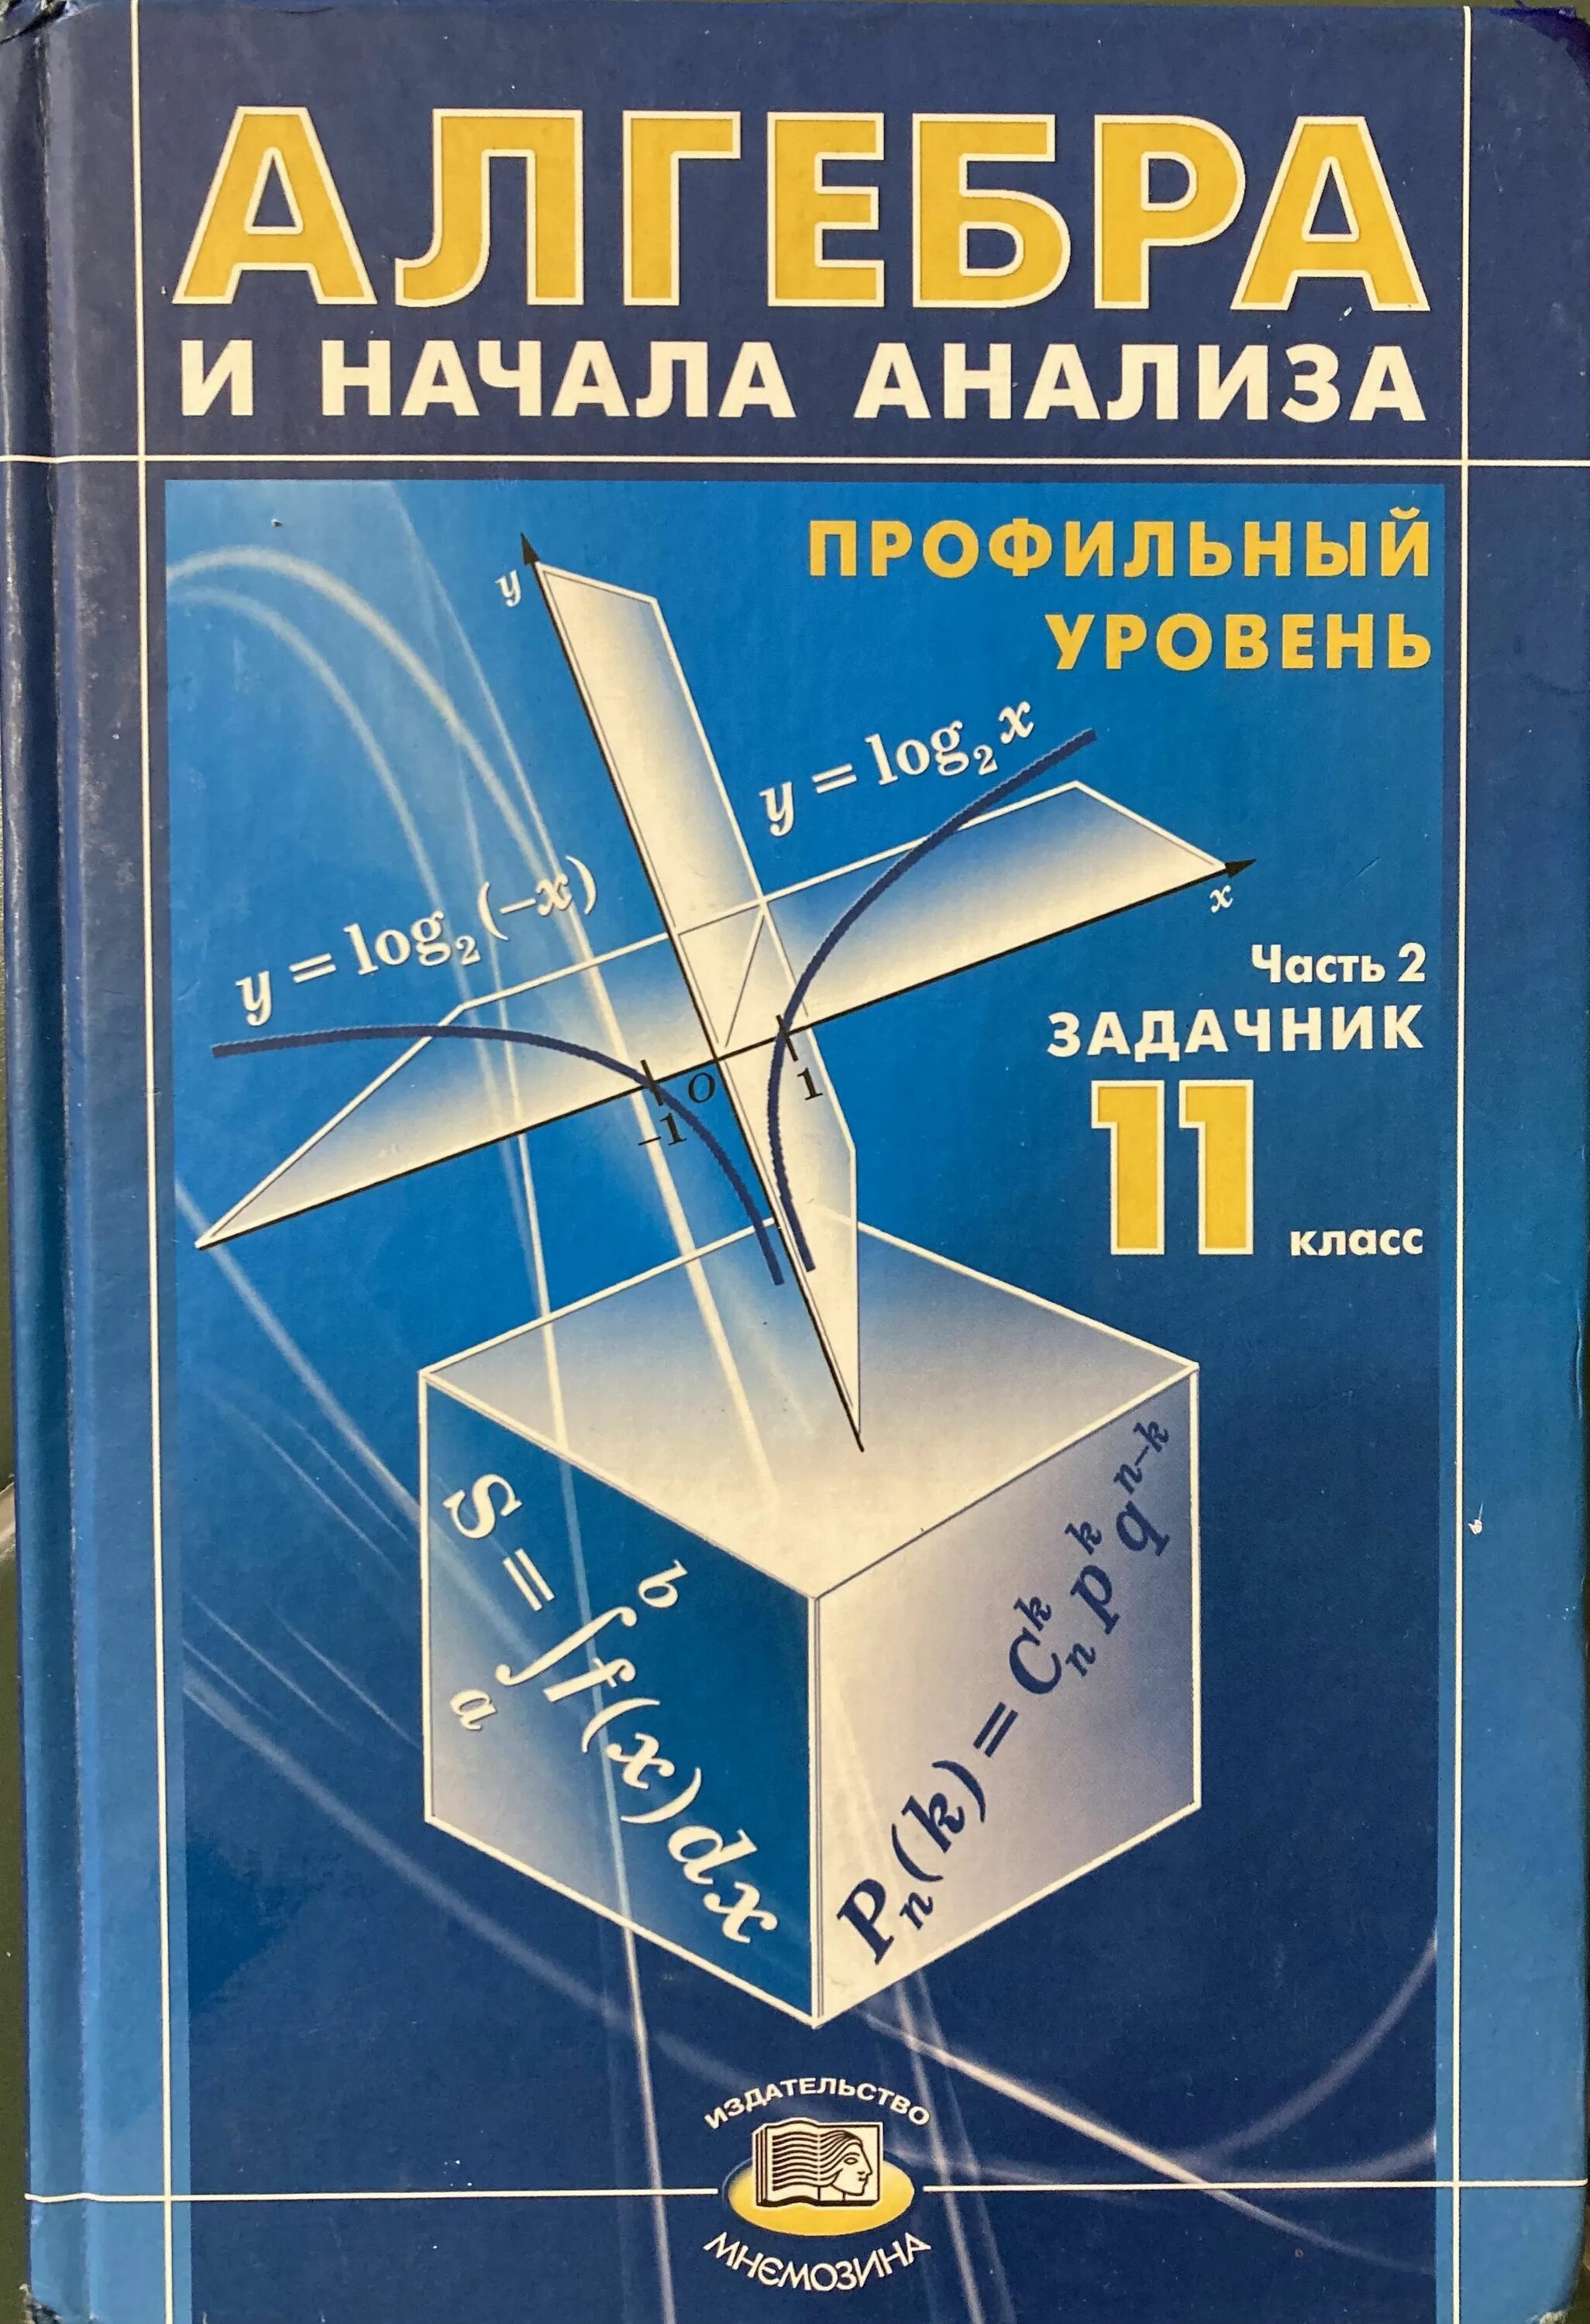 АЛГЕБРА
И НАЧАЛА АНАЛИЗА
ПРОФИЛЬНЫЙ
УРОВЕНЬ
y
y = log₂ x
x
y = log₂ (–x)
Часть 2
ЗАДАЧНИК
11
класс
–1 O 1
S = ∫ₐᵇ f(x) dx
Pₙ(k) = Cₙᵏ pᵏ qⁿ⁻ᵏ
ИЗДАТЕЛЬСТВО
МНЕМОЗИНА